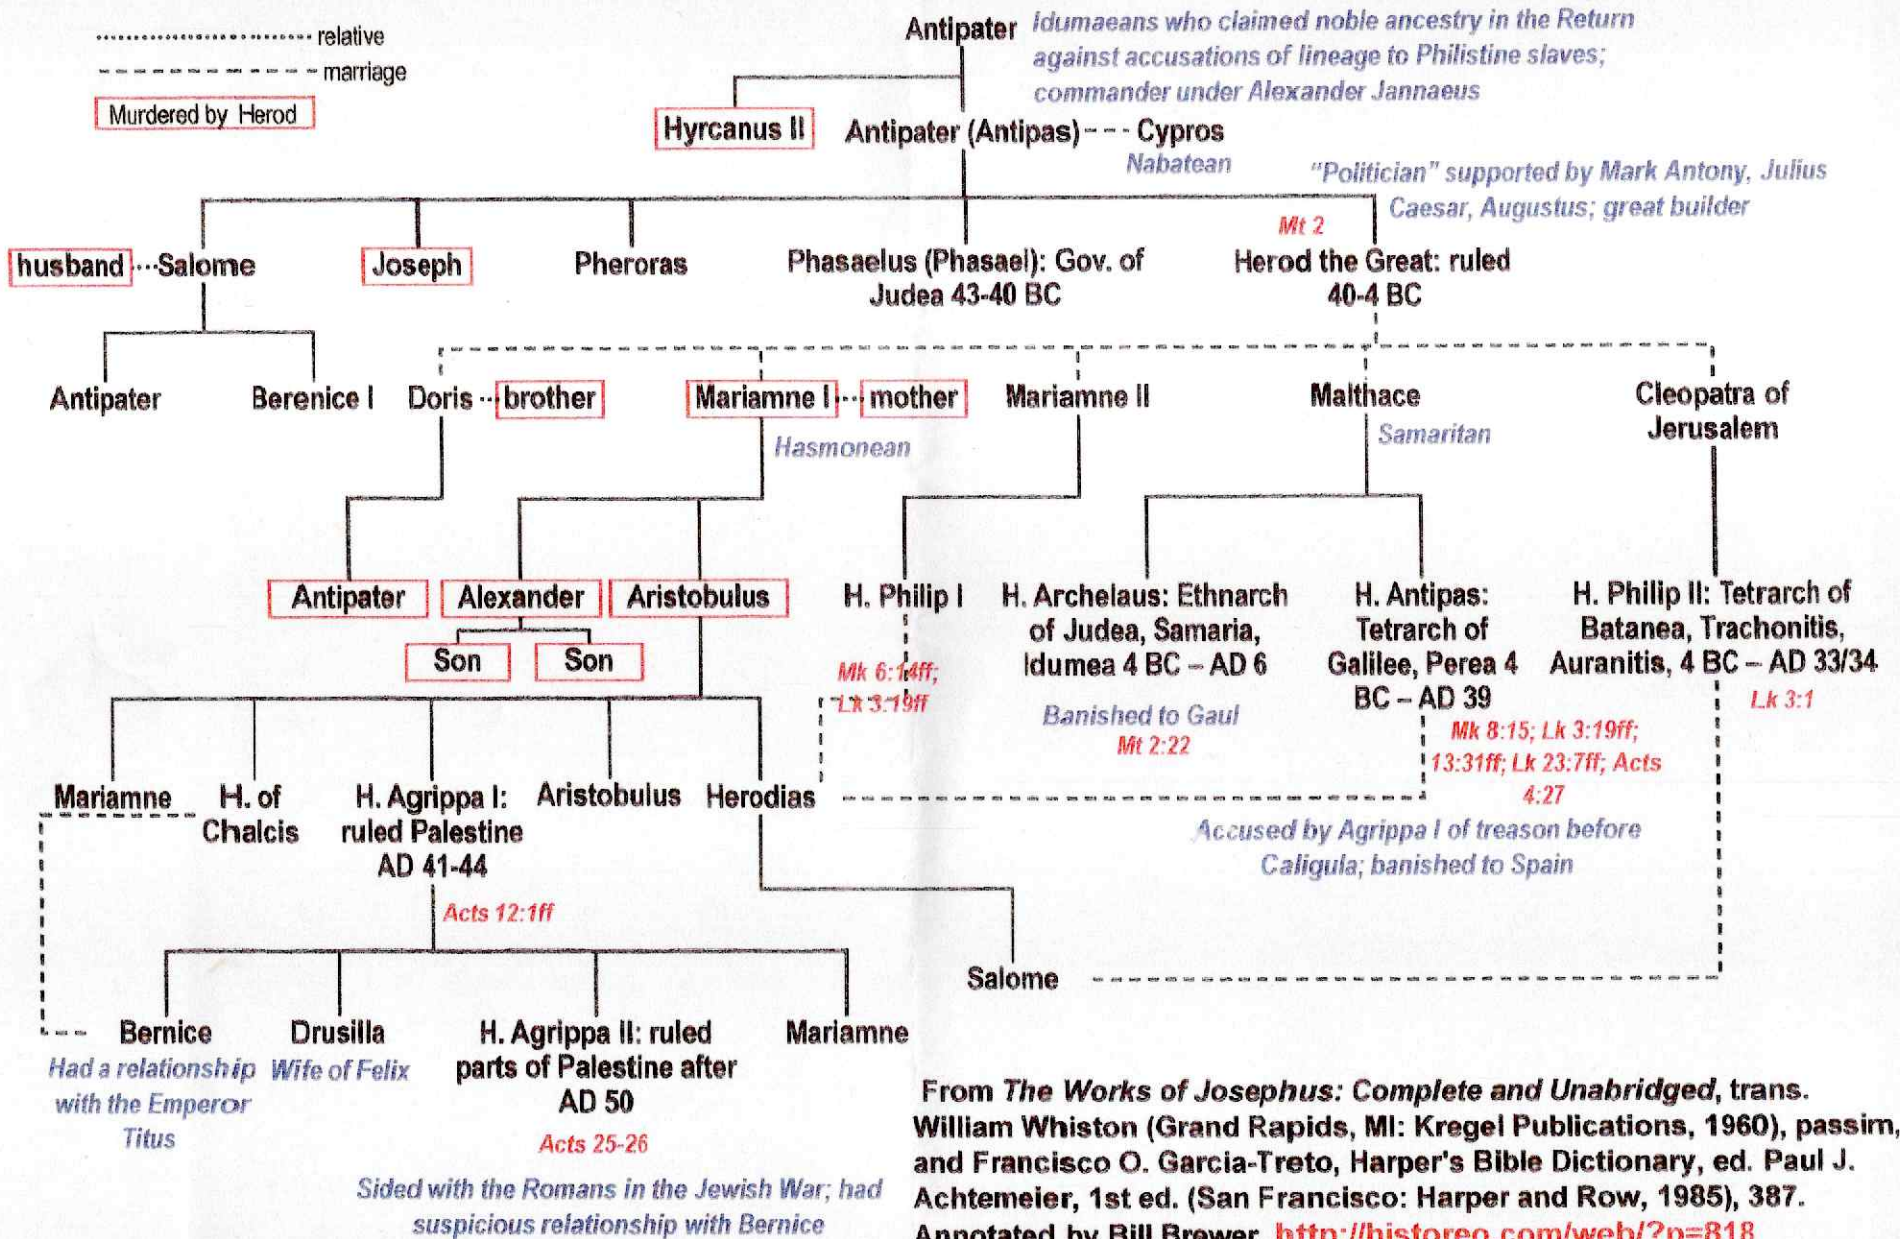 relative
marriage
Murdered by Herod
Antipater
Idumaeans who claimed noble ancestry in the Return
against accusations of lineage to Philistine slaves;
commander under Alexander Jannaeus
Hyrcanus II
Antipater (Antipas)
Cypros
Nabatean
"Politician" supported by Mark Antony, Julius
Caesar, Augustus; great builder
Mt 2
husband
Salome
Joseph
Pheroras
Phasaelus (Phasael): Gov. of
Judea 43-40 BC
Herod the Great: ruled
40-4 BC
Antipater
Berenice I
Doris
brother
Mariamne I
mother
Hasmonean
Mariamne II
Malthace
Samaritan
Cleopatra of
Jerusalem
Antipater
Alexander
Aristobulus
Son
Son
H. Philip I
Mk 6:14ff;
Lk 3:19ff
H. Archelaus: Ethnarch
of Judea, Samaria,
Idumea 4 BC – AD 6
Banished to Gaul
Mt 2:22
H. Antipas:
Tetrarch of
Galilee, Perea 4
BC – AD 39
Mk 8:15; Lk 3:19ff;
13:31ff; Lk 23:7ff; Acts
4:27
H. Philip II: Tetrarch of
Batanea, Trachonitis,
Auranitis, 4 BC – AD 33/34
Lk 3:1
Mariamne
H. of
Chalcis
H. Agrippa I:
ruled Palestine
AD 41-44
Acts 12:1ff
Aristobulus
Herodias
Accused by Agrippa I of treason before
Caligula; banished to Spain
Salome
Bernice
Had a relationship
with the Emperor
Titus
Drusilla
Wife of Felix
H. Agrippa II: ruled
parts of Palestine after
AD 50
Acts 25-26
Sided with the Romans in the Jewish War; had
suspicious relationship with Bernice
Mariamne
From The Works of Josephus: Complete and Unabridged, trans.
William Whiston (Grand Rapids, MI: Kregel Publications, 1960), passim,
and Francisco O. Garcia-Treto, Harper's Bible Dictionary, ed. Paul J.
Achtemeier, 1st ed. (San Francisco: Harper and Row, 1985), 387.
Annotated by Bill Brewer. http://historeo.com/web/?p=818